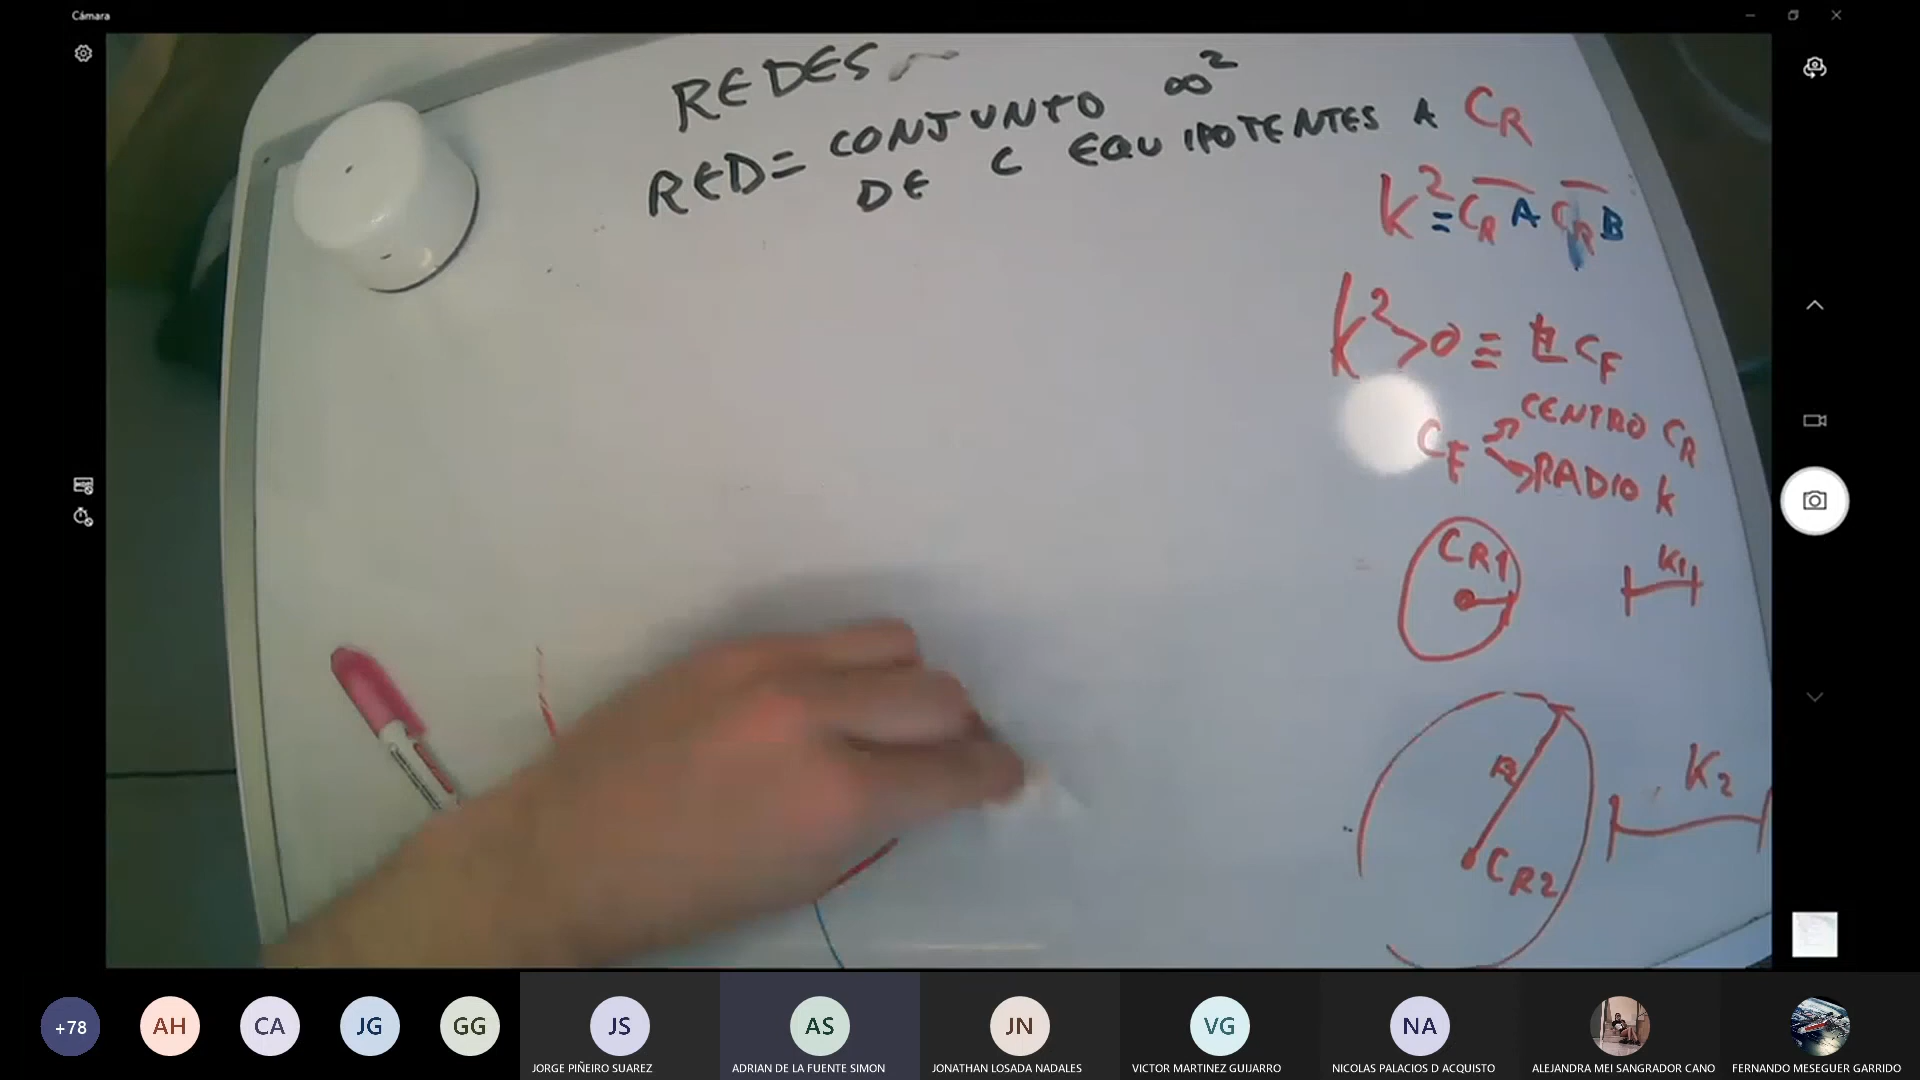 Cámara
REDES
RED = CONJUNTO ∞²
DE C EQUIPOTENTES A CR
K² = CR A CR B
K² > 0 ≡ CF
CF CENTRO CR
RADIO K
CR1 K1
K2
CR2
+78 AH CA JG GG JS AS JN VG NA
JORGE PIÑEIRO SUAREZ ADRIAN DE LA FUENTE SIMON JONATHAN LOSADA NADALES VICTOR MARTINEZ GUIJARRO NICOLAS PALACIOS D ACQUISTO ALEJANDRA MEI SANGRADOR CANO FERNANDO MESEGUER GARRIDO